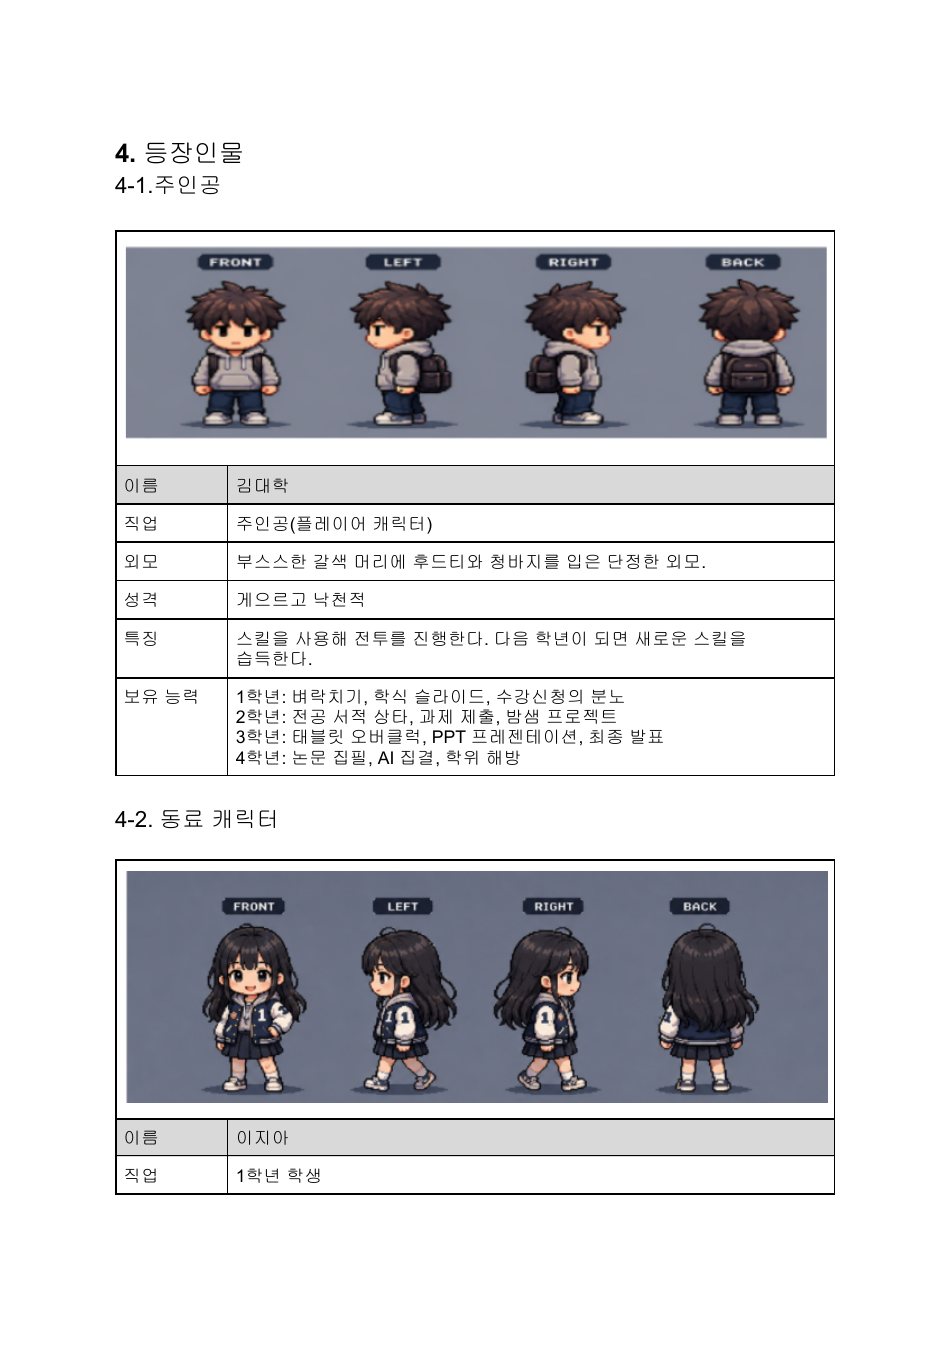 4. 등장인물
4-1.주인공
FRONT LEFT RIGHT BACK
이름 김대학
직업 주인공(플레이어 캐릭터)
외모 부스스한 갈색 머리에 후드티와 청바지를 입은 단정한 외모.
성격 게으르고 낙천적
특징 스킬을 사용해 전투를 진행한다. 다음 학년이 되면 새로운 스킬을
습득한다.
보유 능력 1학년: 벼락치기, 학식 슬라이드, 수강신청의 분노
2학년: 전공 서적 상타, 과제 제출, 밤샘 프로젝트
3학년: 태블릿 오버클럭, PPT 프레젠테이션, 최종 발표
4학년: 논문 집필, AI 집결, 학위 해방
4-2. 동료 캐릭터
FRONT LEFT RIGHT BACK
1 1 1 1
이름 이지아
직업 1학년 학생